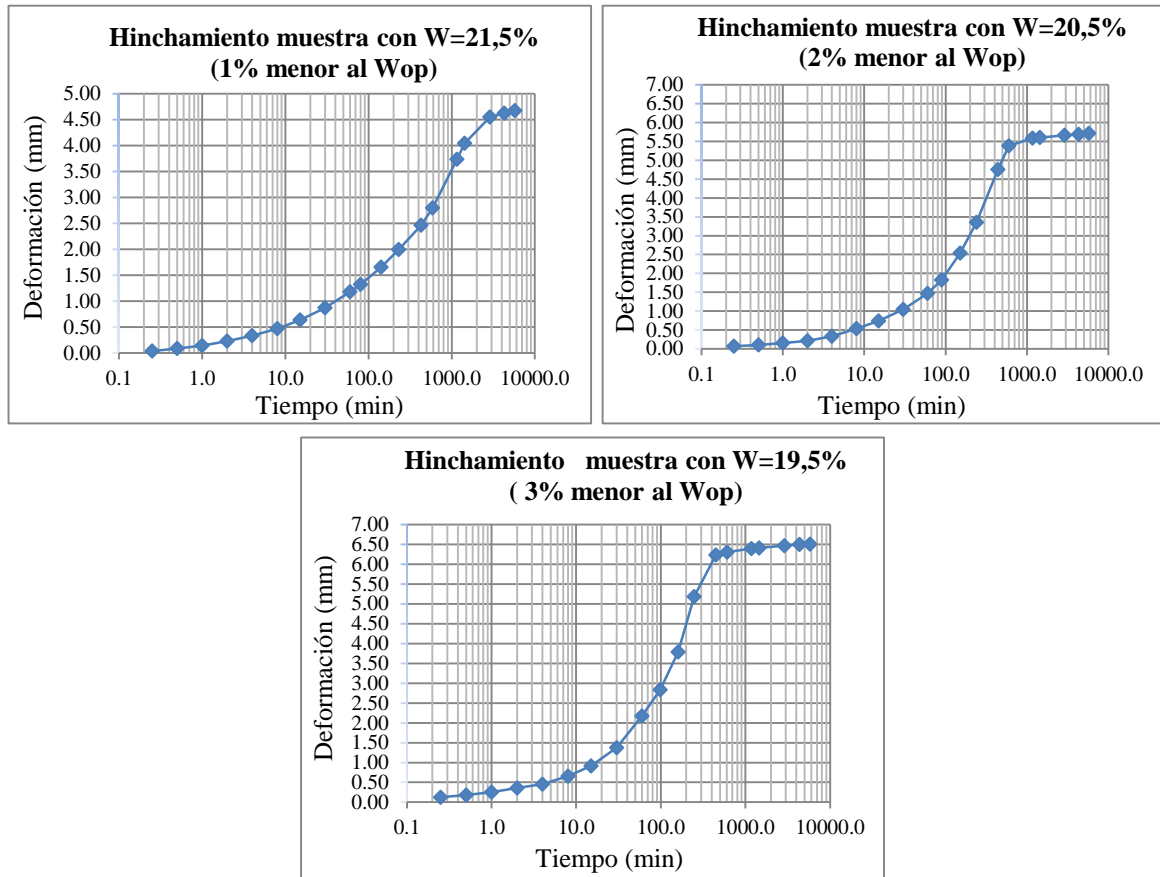 Hinchamiento muestra con W=21,5%
(1% menor al Wop)
5.00
4.50
4.00
3.50
3.00
2.50
2.00
1.50
1.00
0.50
0.00
Deformación (mm)
0.1 1.0 10.0 100.0 1000.0 10000.0
Tiempo (min)
Hinchamiento muestra con W=20,5%
(2% menor al Wop)
7.00
6.50
6.00
5.50
5.00
4.50
4.00
3.50
3.00
2.50
2.00
1.50
1.00
0.50
0.00
Deformación (mm)
0.1 1.0 10.0 100.0 1000.0 10000.0
Tiempo (min)
Hinchamiento muestra con W=19,5%
( 3% menor al Wop)
7.00
6.50
6.00
5.50
5.00
4.50
4.00
3.50
3.00
2.50
2.00
1.50
1.00
0.50
0.00
Deformación (mm)
0.1 1.0 10.0 100.0 1000.0 10000.0
Tiempo (min)